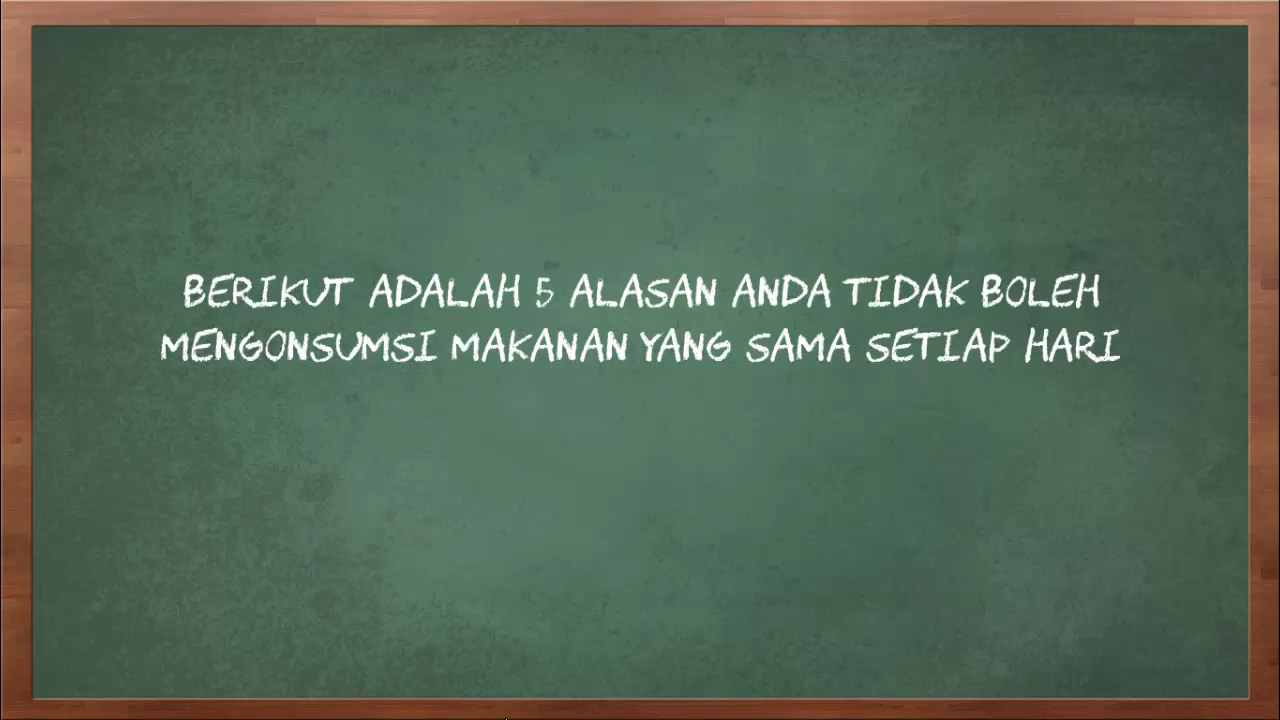 BERIKUT ADALAH 5 ALASAN ANDA TIDAK BOLEH
MENGONSUMSI MAKANAN YANG SAMA SETIAP HARI